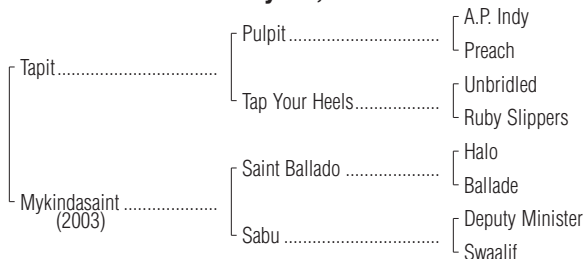 A.P. Indy
Pulpit
Preach
Tapit
Unbridled
Tap Your Heels
Ruby Slippers
Halo
Saint Ballado
Ballade
Mykindasaint
(2003)
Deputy Minister
Sabu
Swaalif